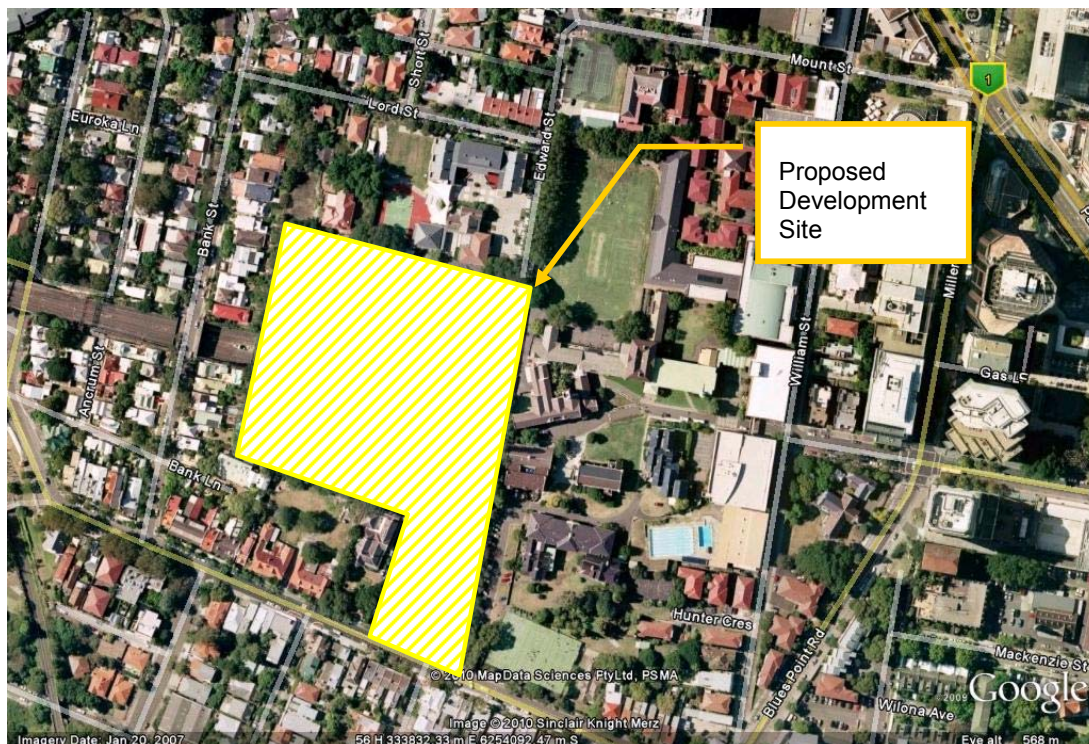 Short St
Mount St
1
Lord St
Euroka Ln
Edward St
Proposed
Development
Site
Bank St
Miller
William St
Ancrum St
Gas Ln
Bank Ln
Hunter Cres
Mackenzie St
© 2010 MapData Sciences PtyLtd, PSMA
Blues Point Rd
©2009 Google
Wilona Ave
Image © 2010 Sinclair Knight Merz
Imagery Date: Jan 20, 2007
56 H 333832.33 m E 6254092.47 m S
Eye alt 568 m